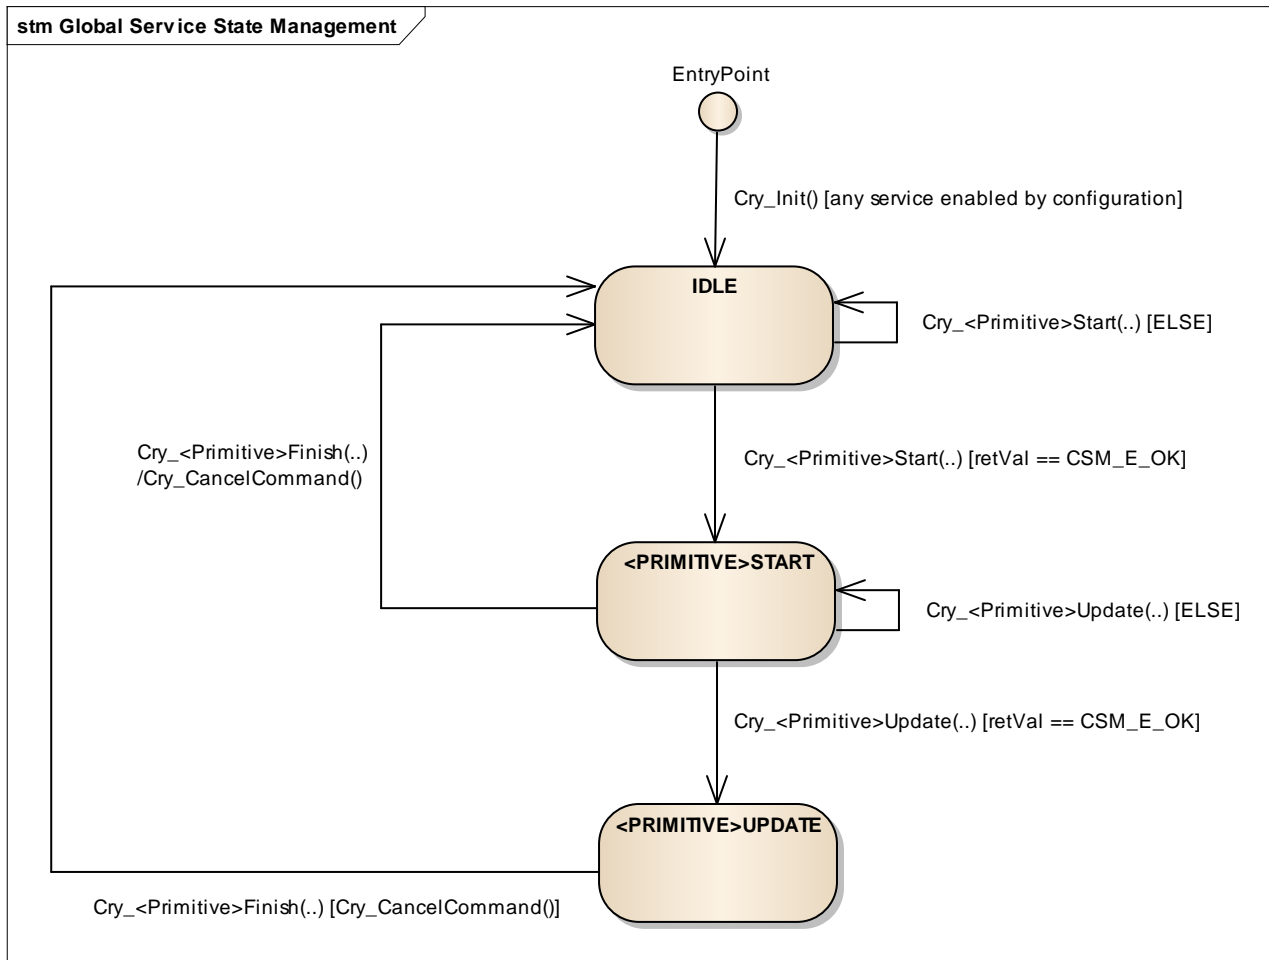 stm Global Service State Management
EntryPoint
Cry_Init() [any service enabled by configuration]
IDLE
Cry_<Primitive>Start(..) [ELSE]
Cry_<Primitive>Finish(..)
/Cry_CancelCommand()
Cry_<Primitive>Start(..) [retVal == CSM_E_OK]
<PRIMITIVE>START
Cry_<Primitive>Update(..) [ELSE]
Cry_<Primitive>Update(..) [retVal == CSM_E_OK]
<PRIMITIVE>UPDATE
Cry_<Primitive>Finish(..) [Cry_CancelCommand()]